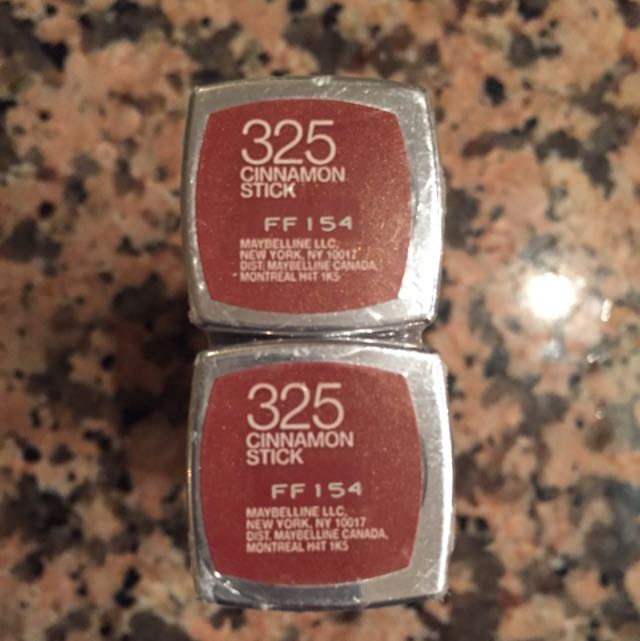 325
CINNAMON
STICK
FF154
MAYBELLINE LLC,
NEW YORK, NY 10017
DIST. MAYBELLINE CANADA,
MONTREAL H4T 1K5
325
CINNAMON
STICK
FF154
MAYBELLINE LLC,
NEW YORK, NY 10017
DIST. MAYBELLINE CANADA,
MONTREAL H4T 1K5